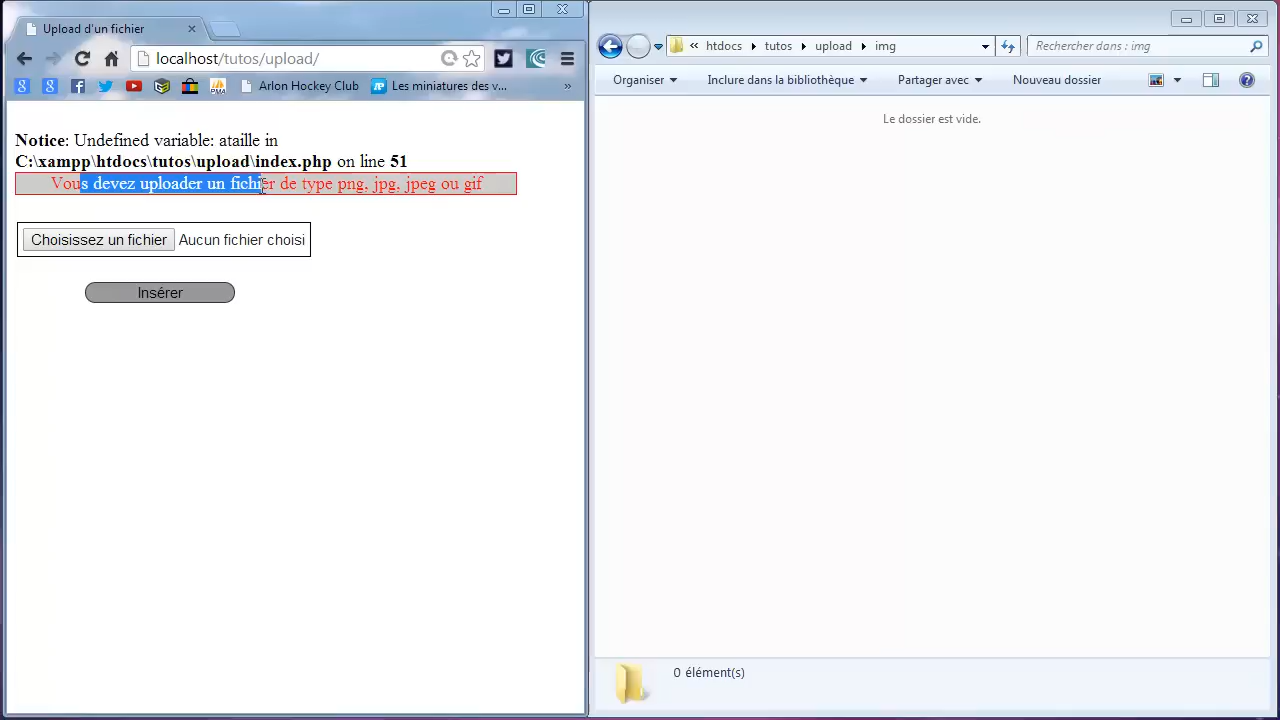 Upload d'un fichier
localhost/tutos/upload/
Arlon Hockey Club
Les miniatures des v...
»
Notice: Undefined variable: ataille in
C:\xampp\htdocs\tutos\upload\index.php on line 51
Vous devez uploader un fichier de type png, jpg, jpeg ou gif
Choisissez un fichier Aucun fichier choisi
Insérer
« htdocs tutos upload img
Rechercher dans : img
Organiser Inclure dans la bibliothèque Partager avec Nouveau dossier
Le dossier est vide.
0 élément(s)